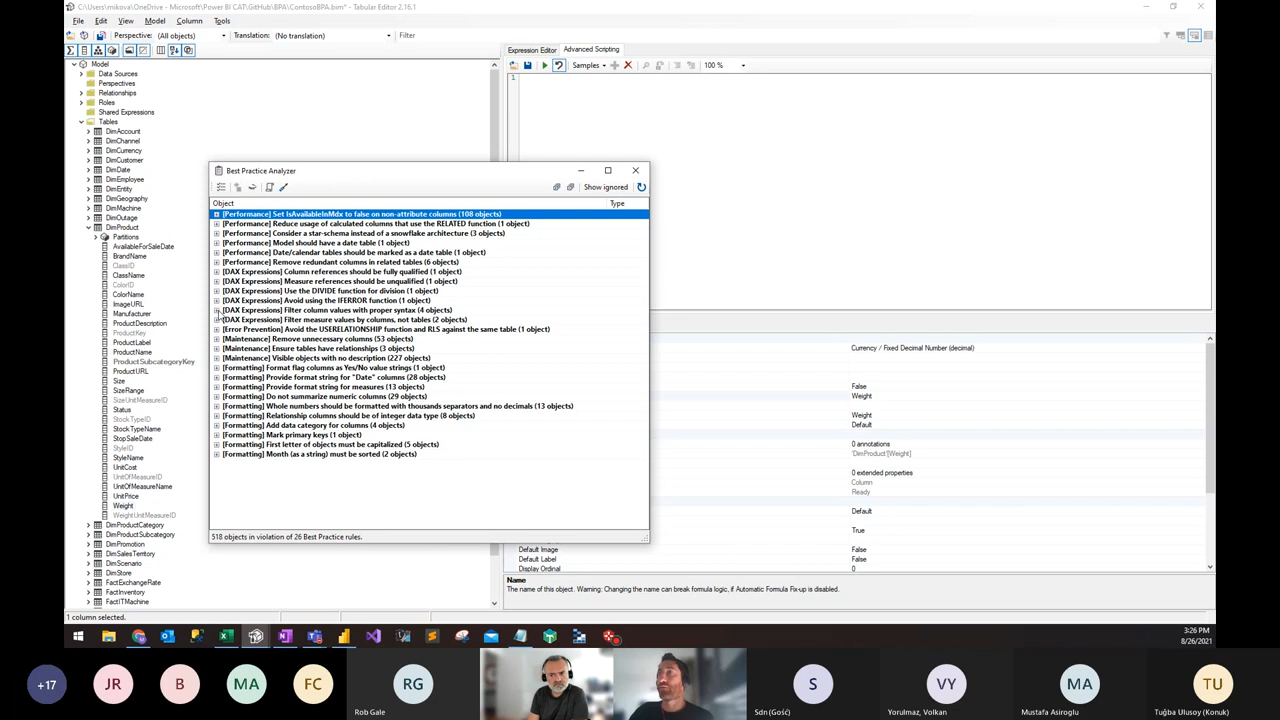 C:\Users\mikova\OneDrive - Microsoft\Power BI CAT\GitHub\BPA\ContosoBPA.bim* - Tabular Editor 2.16.1
File Edit View Model Column Tools
Perspective: (All objects) Translation: (No translation) Filter
Model
Data Sources
Perspectives
Relationships
Roles
Shared Expressions
Tables
DimAccount
DimChannel
DimCurrency
DimCustomer
DimDate
DimEmployee
DimEntity
DimGeography
DimMachine
DimOutage
DimProduct
Partitions
AvailableForSaleDate
BrandName
ClassID
ClassName
ColorID
ColorName
ImageURL
Manufacturer
ProductDescription
ProductKey
ProductLabel
ProductName
ProductSubcategoryKey
ProductURL
Size
SizeRange
SizeUnitMeasureID
Status
StockTypeID
StockTypeName
StopSaleDate
StyleID
StyleName
UnitCost
UnitOfMeasureID
UnitOfMeasureName
UnitPrice
Weight
WeightUnitMeasureID
DimProductCategory
DimProductSubcategory
DimPromotion
DimSalesTerritory
DimScenario
DimStore
FactExchangeRate
FactInventory
FactITMachine
1 column selected.
Expression Editor Advanced Scripting
Samples 100 %
1
Best Practice Analyzer
Show ignored
Object Type
[Performance] Set IsAvailableInMdx to false on non-attribute columns (108 objects)
[Performance] Reduce usage of calculated columns that use the RELATED function (1 object)
[Performance] Consider a star-schema instead of a snowflake architecture (3 objects)
[Performance] Model should have a date table (1 object)
[Performance] Date/calendar tables should be marked as a date table (1 object)
[Performance] Remove redundant columns in related tables (6 objects)
[DAX Expressions] Column references should be fully qualified (1 object)
[DAX Expressions] Measure references should be unqualified (1 object)
[DAX Expressions] Use the DIVIDE function for division (1 object)
[DAX Expressions] Avoid using the IFERROR function (1 object)
[DAX Expressions] Filter column values with proper syntax (4 objects)
[DAX Expressions] Filter measure values by columns, not tables (2 objects)
[Error Prevention] Avoid the USERELATIONSHIP function and RLS against the same table (1 object)
[Maintenance] Remove unnecessary columns (53 objects)
[Maintenance] Ensure tables have relationships (3 objects)
[Maintenance] Visible objects with no description (227 objects)
[Formatting] Format flag columns as Yes/No value strings (1 object)
[Formatting] Provide format string for "Date" columns (28 objects)
[Formatting] Provide format string for measures (13 objects)
[Formatting] Do not summarize numeric columns (29 objects)
[Formatting] Whole numbers should be formatted with thousands separators and no decimals (13 objects)
[Formatting] Relationship columns should be of integer data type (8 objects)
[Formatting] Add data category for columns (4 objects)
[Formatting] Mark primary keys (1 object)
[Formatting] First letter of objects must be capitalized (5 objects)
[Formatting] Month (as a string) must be sorted (2 objects)
518 objects in violation of 26 Best Practice rules.
Currency / Fixed Decimal Number (decimal)
False
Weight
Weight
Default
0 annotations
'DimProduct'[Weight]
0 extended properties
Column
Ready
Default
True
Default Image False
Default Label False
Display Ordinal 0
Name
The name of this object. Warning: Changing the name can break formula logic, if Automatic Formula Fix-up is disabled.
3:26 PM
8/26/2021
+17 JR B MA FC RG S VY MA TU
Rob Gale Sdn (Gość) Yorulmaz, Volkan Mustafa Asiroglu Tuğba Ulusoy (Konuk)